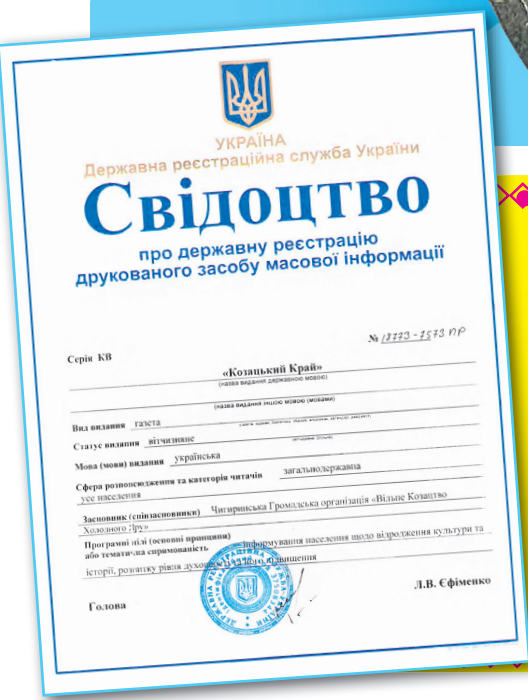 УКРАЇНА
Державна реєстраційна служба України
Свідоцтво
про державну реєстрацію
друкованого засобу масової інформації
Серія КВ № 18773-7573 ПР
«Козацький Край»
(назва видання державною мовою)
(назва видання іншою мовою (мовами)
Вид видання газета
Статус видання вітчизняне
Мова (мови) видання українська
Сфера розповсюдження та категорія читачів загальнодержавна
усе населення
Засновник (співзасновники) Чигиринська Громадська організація «Вільне Козацтво
Холодного Яру»
Програмні цілі (основні принципи)
або тематична спрямованість інформування населення щодо відродження культури та
історії, розвитку рівня
підвищення
Голова Л.В. Єфіменко